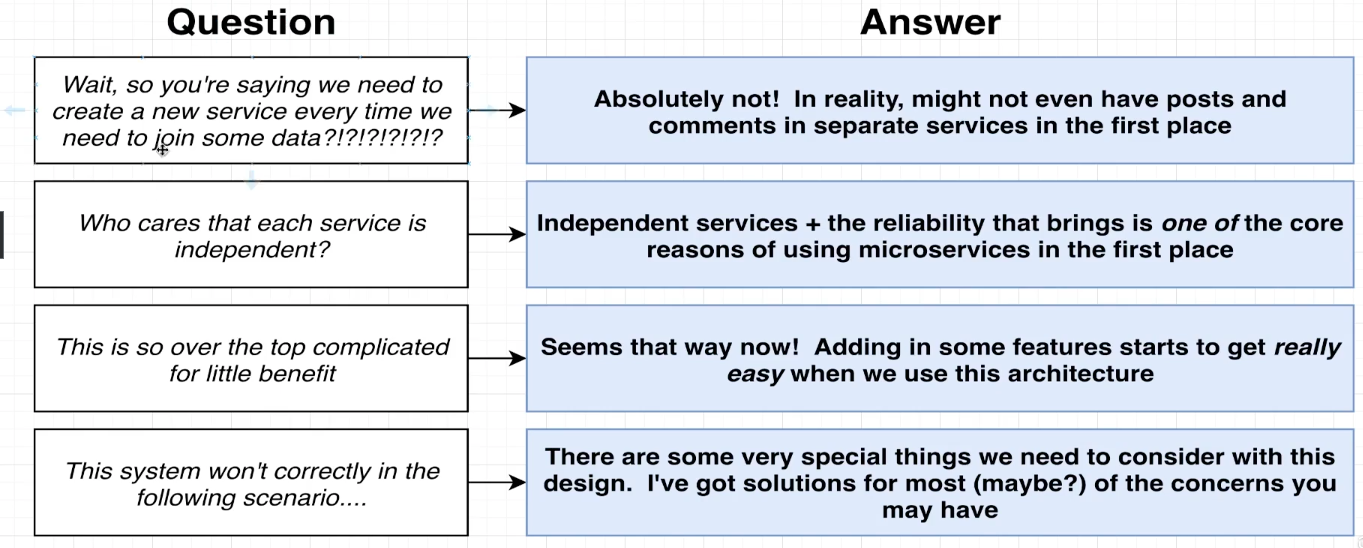 Question
Answer
Wait, so you're saying we need to
create a new service every time we
need to join some data?!?!?!?!?!?
Absolutely not!  In reality, might not even have posts and
comments in separate services in the first place
Who cares that each service is
independent?
Independent services + the reliability that brings is one of the core
reasons of using microservices in the first place
This is so over the top complicated
for little benefit
Seems that way now!  Adding in some features starts to get really
easy when we use this architecture
This system won't correctly in the
following scenario....
There are some very special things we need to consider with this
design.  I've got solutions for most (maybe?) of the concerns you
may have